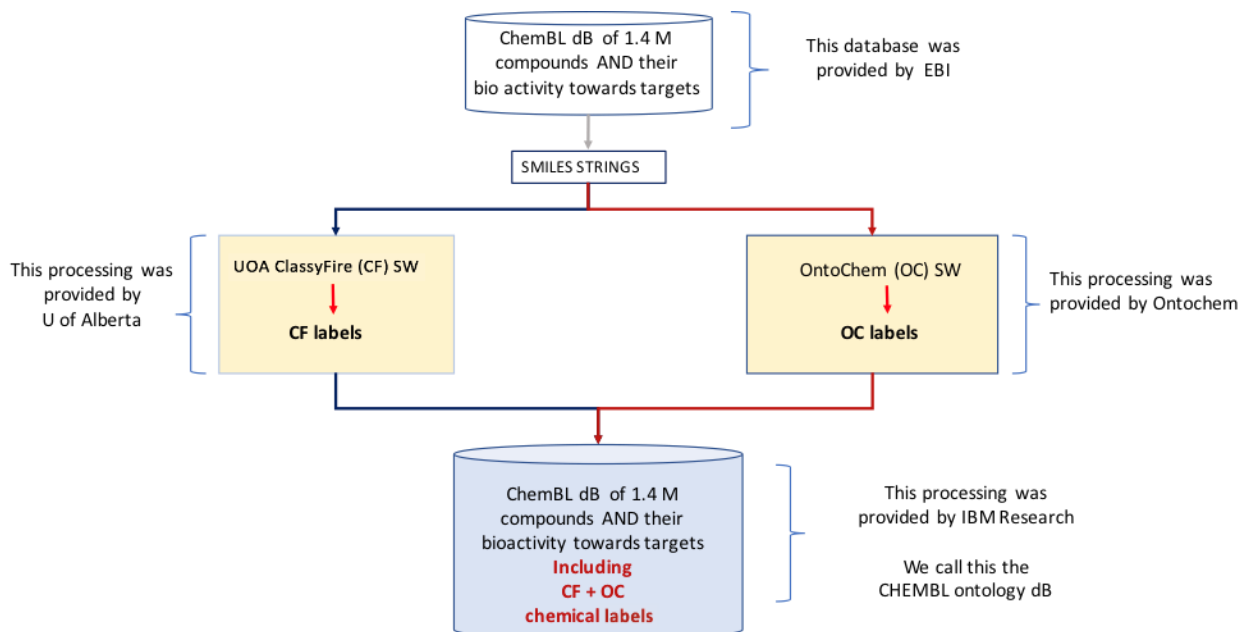 ChemBL dB of 1.4 M
compounds AND their
bio activity towards targets
This database was
provided by EBI
SMILES STRINGS
This processing was
provided by
U of Alberta
UOA ClassyFire (CF) SW
CF labels
OntoChem (OC) SW
OC labels
This processing was
provided by Ontochem
ChemBL dB of 1.4 M
compounds AND their
bioactivity towards targets
Including
CF + OC
chemical labels
This processing was
provided by IBM Research
We call this the
CHEMBL ontology dB